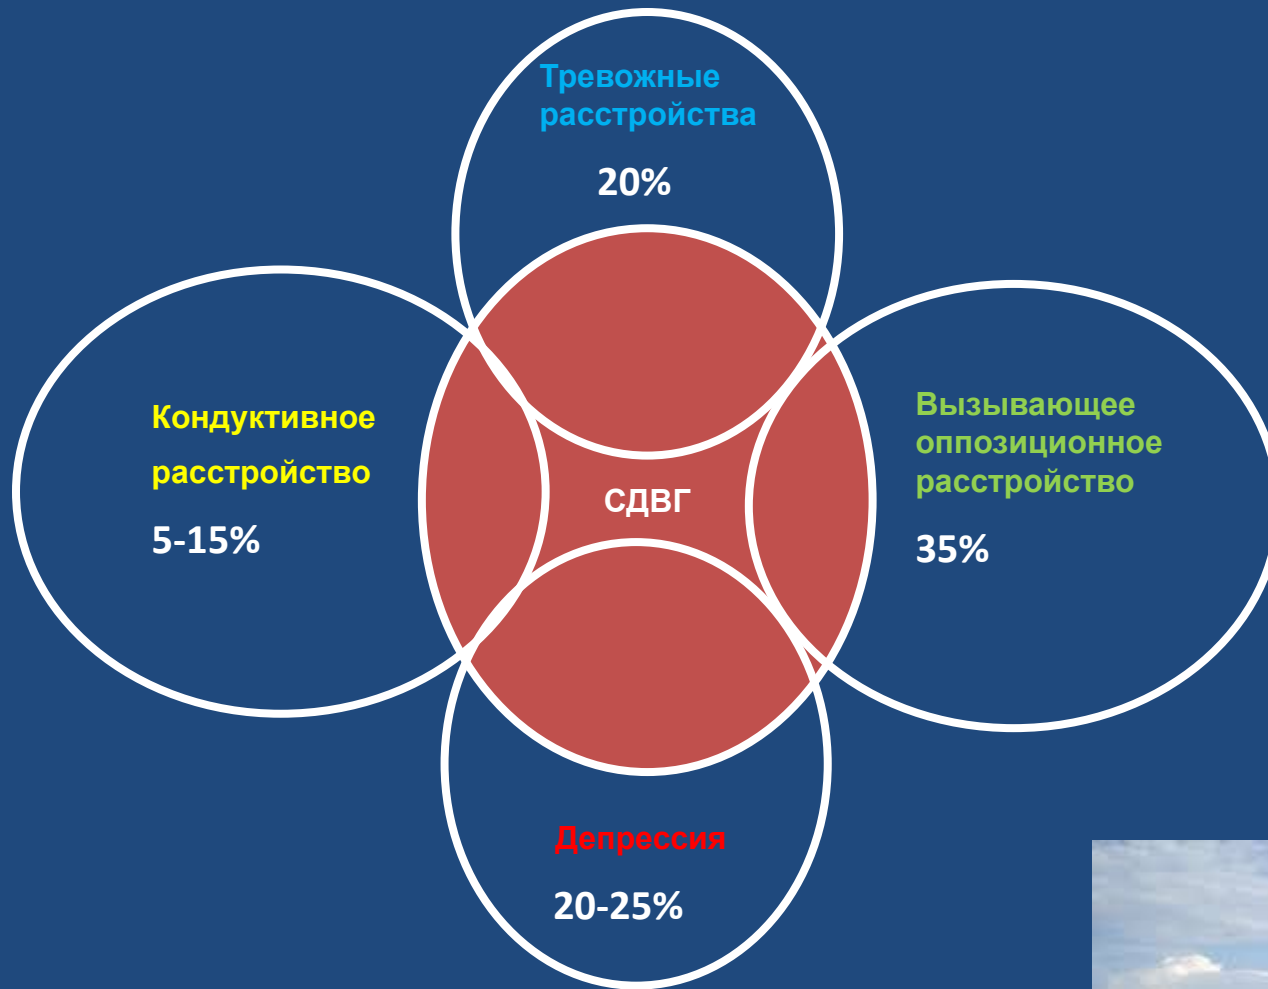 Тревожные
расстройства
20%
Кондуктивное
расстройство
5-15%
СДВГ
Вызывающее
оппозиционное
расстройство
35%
Депрессия
20-25%